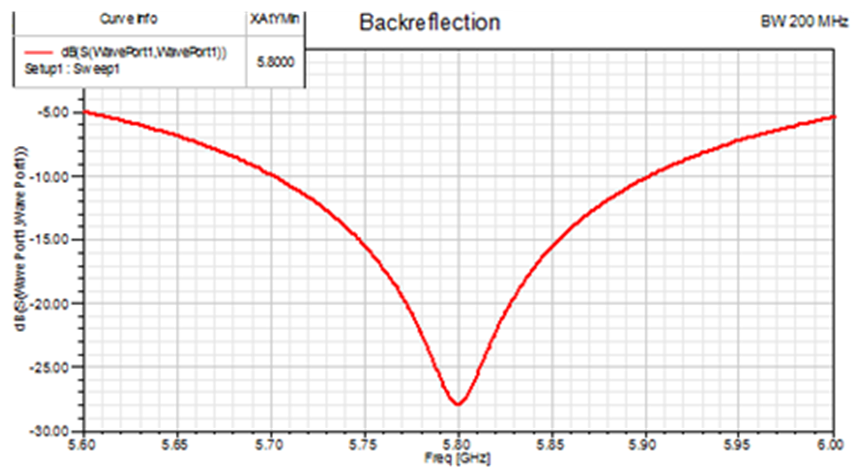 Curve Info XAtYMin
dB(S(WavePort1,WavePort1))
Setup1 : Sweep1
5.8000
Backreflection
BW 200 MHz
dB(S(Wave Port1,Wave Port1))
-5.00
-10.00
-15.00
-20.00
-25.00
-30.00
5.60 5.65 5.70 5.75 5.80 5.85 5.90 5.95 6.00
Freq [GHz]